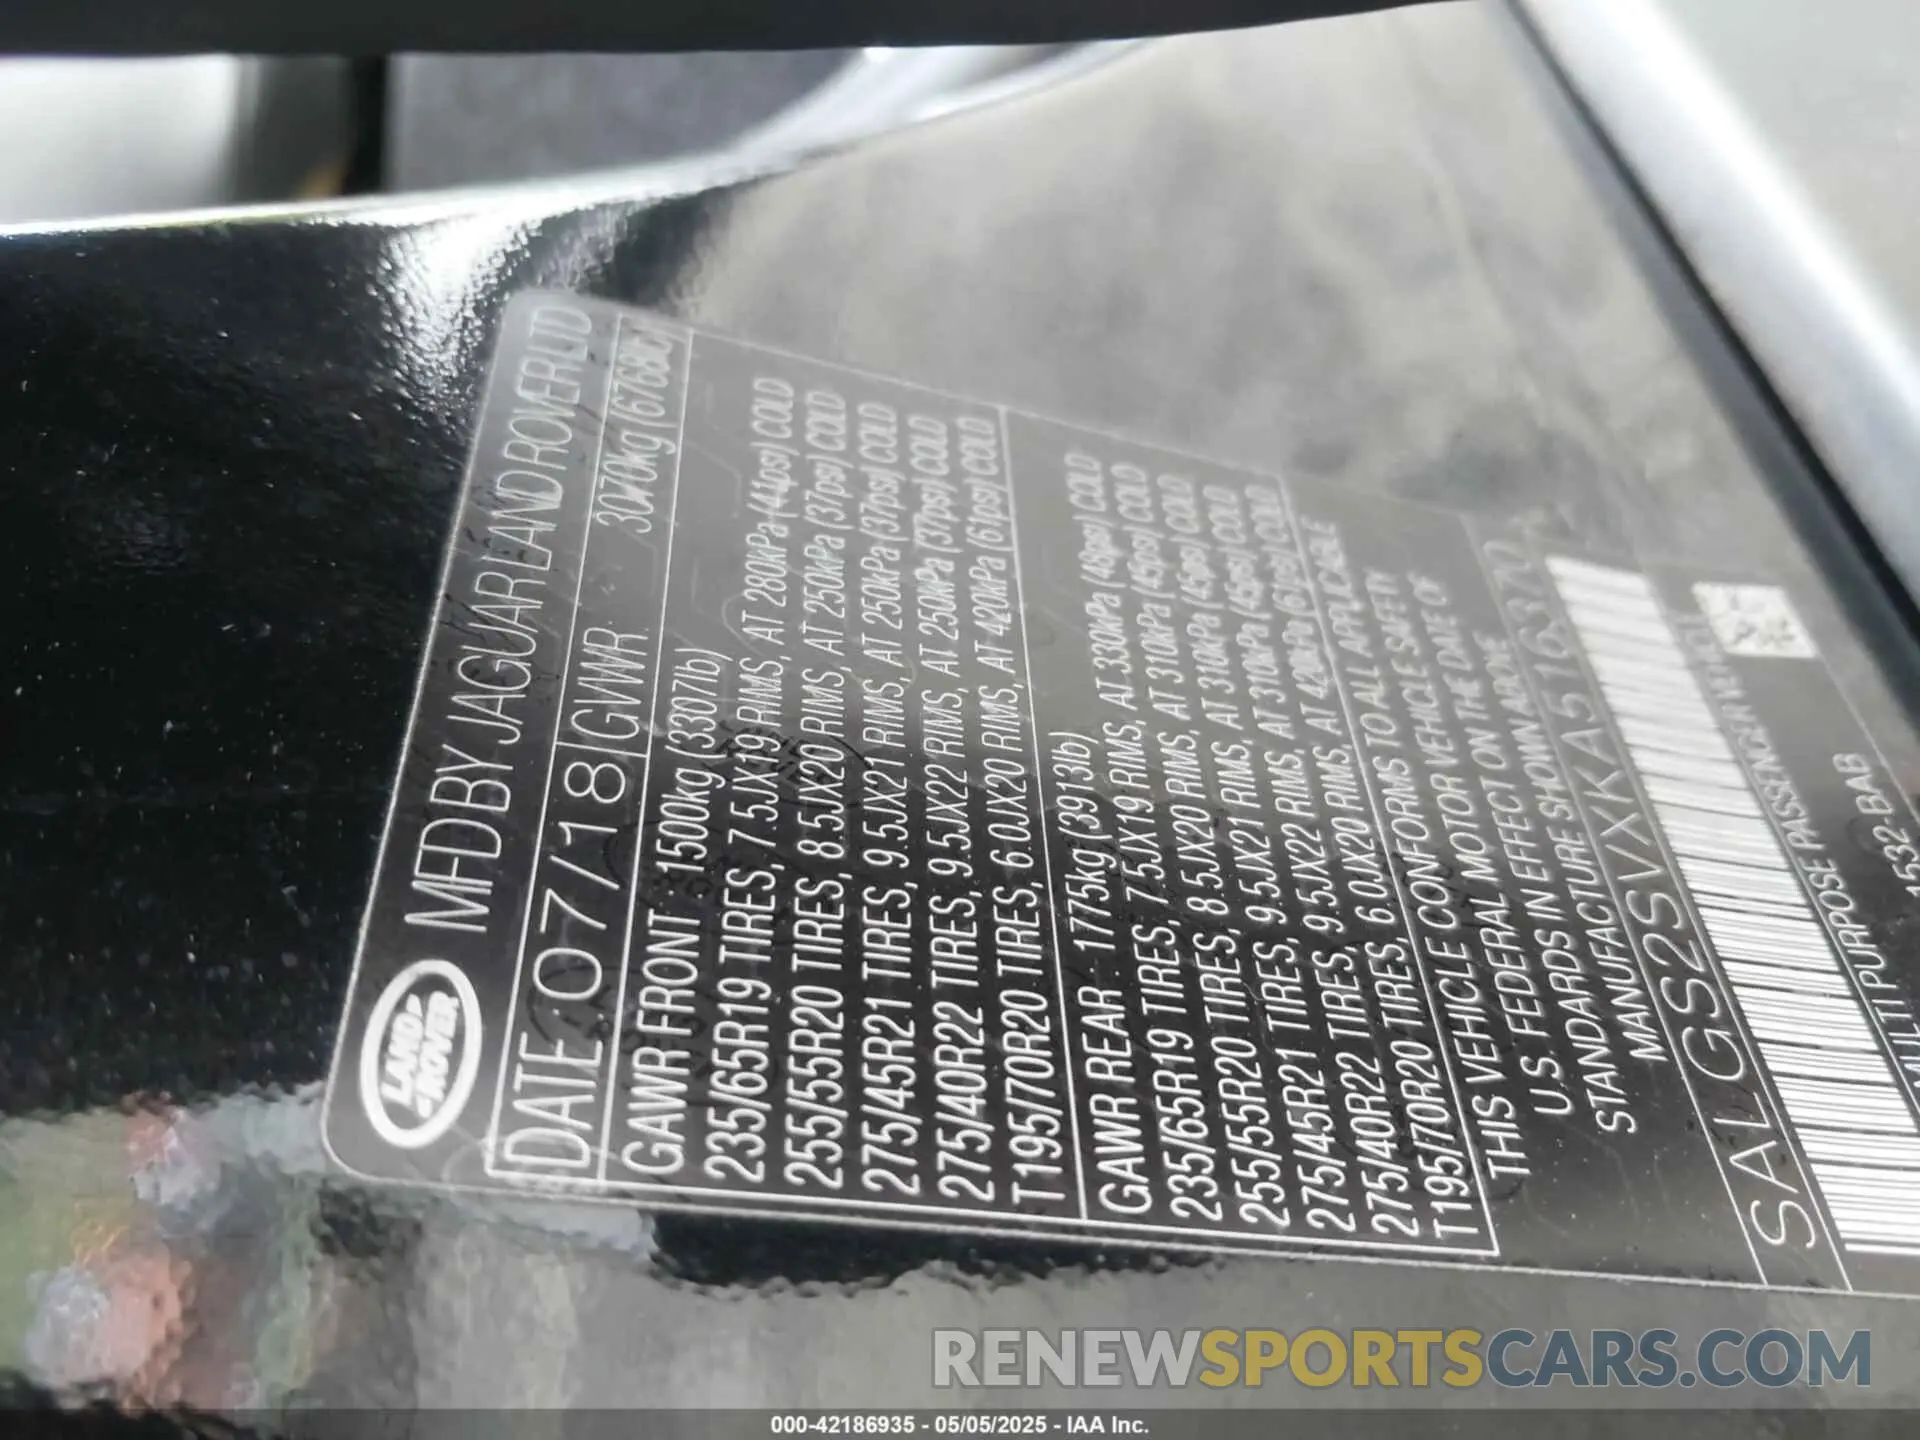 LAND-
-ROVER
MFD BY JAGUAR LAND ROVER LTD
DATE: 07/18 GVWR 3070kg (6768lb)
GAWR FRONT 1500kg (3307lb)
235/65R19 TIRES, 7.5JX19 RIMS, AT 280kPa (41psi) COLD
255/55R20 TIRES, 8.5JX20 RIMS, AT 250kPa (37psi) COLD
275/45R21 TIRES, 9.5JX21 RIMS, AT 250kPa (37psi) COLD
275/40R22 TIRES, 9.5JX22 RIMS, AT 250kPa (37psi) COLD
T195/70R20 TIRES, 6.0JX20 RIMS, AT 420kPa (61psi) COLD
GAWR REAR 1775kg (3913lb)
235/65R19 TIRES, 7.5JX19 RIMS, AT 330kPa (48psi) COLD
255/55R20 TIRES, 8.5JX20 RIMS, AT 310kPa (45psi) COLD
275/45R21 TIRES, 9.5JX21 RIMS, AT 310kPa (45psi) COLD
275/40R22 TIRES, 9.5JX22 RIMS, AT 310kPa (45psi) COLD
T195/70R20 TIRES, 6.0JX20 RIMS, AT 420kPa (61psi) COLD
THIS VEHICLE CONFORMS TO ALL APPLICABLE
U.S. FEDERAL MOTOR VEHICLE SAFETY
STANDARDS IN EFFECT ON THE DATE OF
MANUFACTURE SHOWN ABOVE
SALGS2SVXKA516370
MULTIPURPOSE PASSENGER VEHICLE
1532-BAB
RENEWSPORTSCARS.COM
000-42186935 - 05/05/2025 - IAA Inc.